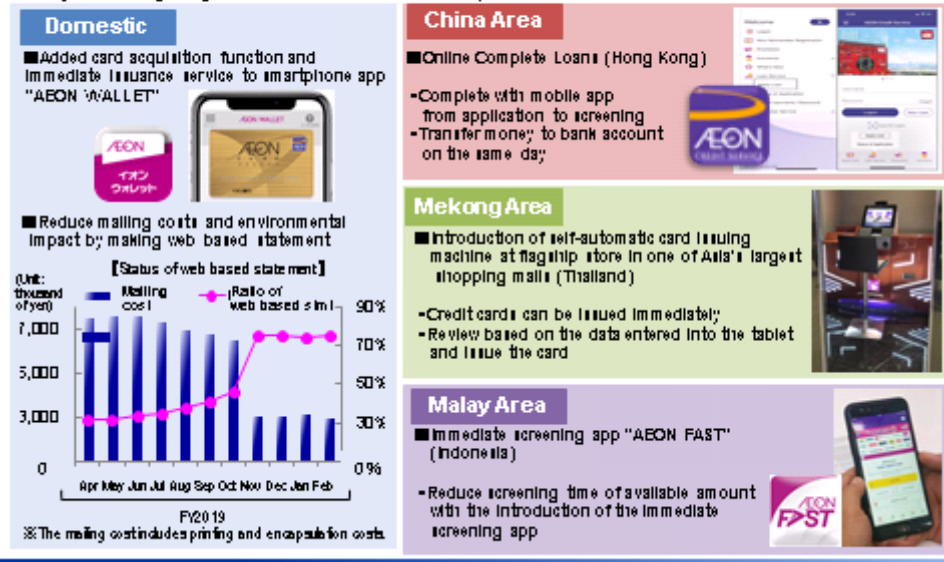 Domestic
■Added card acquisition function and
immediate issuance service to smartphone app
"AEON WALLET"
ÆON
イオン
ウォレット
AEON WALLET
ÆON
■Reduce mailing costs and environmental
impact by making web based statement
【Status of web based statement】
(Unit:
thousand
of yen)
Mailing
cost
Ratio of
web based stmt
7,000
5,000
3,000
0
90%
70%
50%
30%
0%
Apr May Jun Jul Aug Sep Oct Nov Dec Jan Feb
FY2019
※The mailing cost includes printing and encapsulation costs.
China Area
■Online Complete Loans (Hong Kong)
-Complete with mobile app
from application to screening
-Transfer money to bank account
on the same day
Welcome
ÆON
CREDIT SERVICE
Mekong Area
■Introduction of self-automatic card issuing
machine at flagship store in one of Asia's largest
shopping malls (Thailand)
-Credit cards can be issued immediately
-Review based on the data entered into the tablet
and issue the card
Malay Area
■Immediate screening app "AEON FAST"
(Indonesia)
-Reduce screening time of available amount
with the introduction of the immediate
screening app
ÆON
FAST